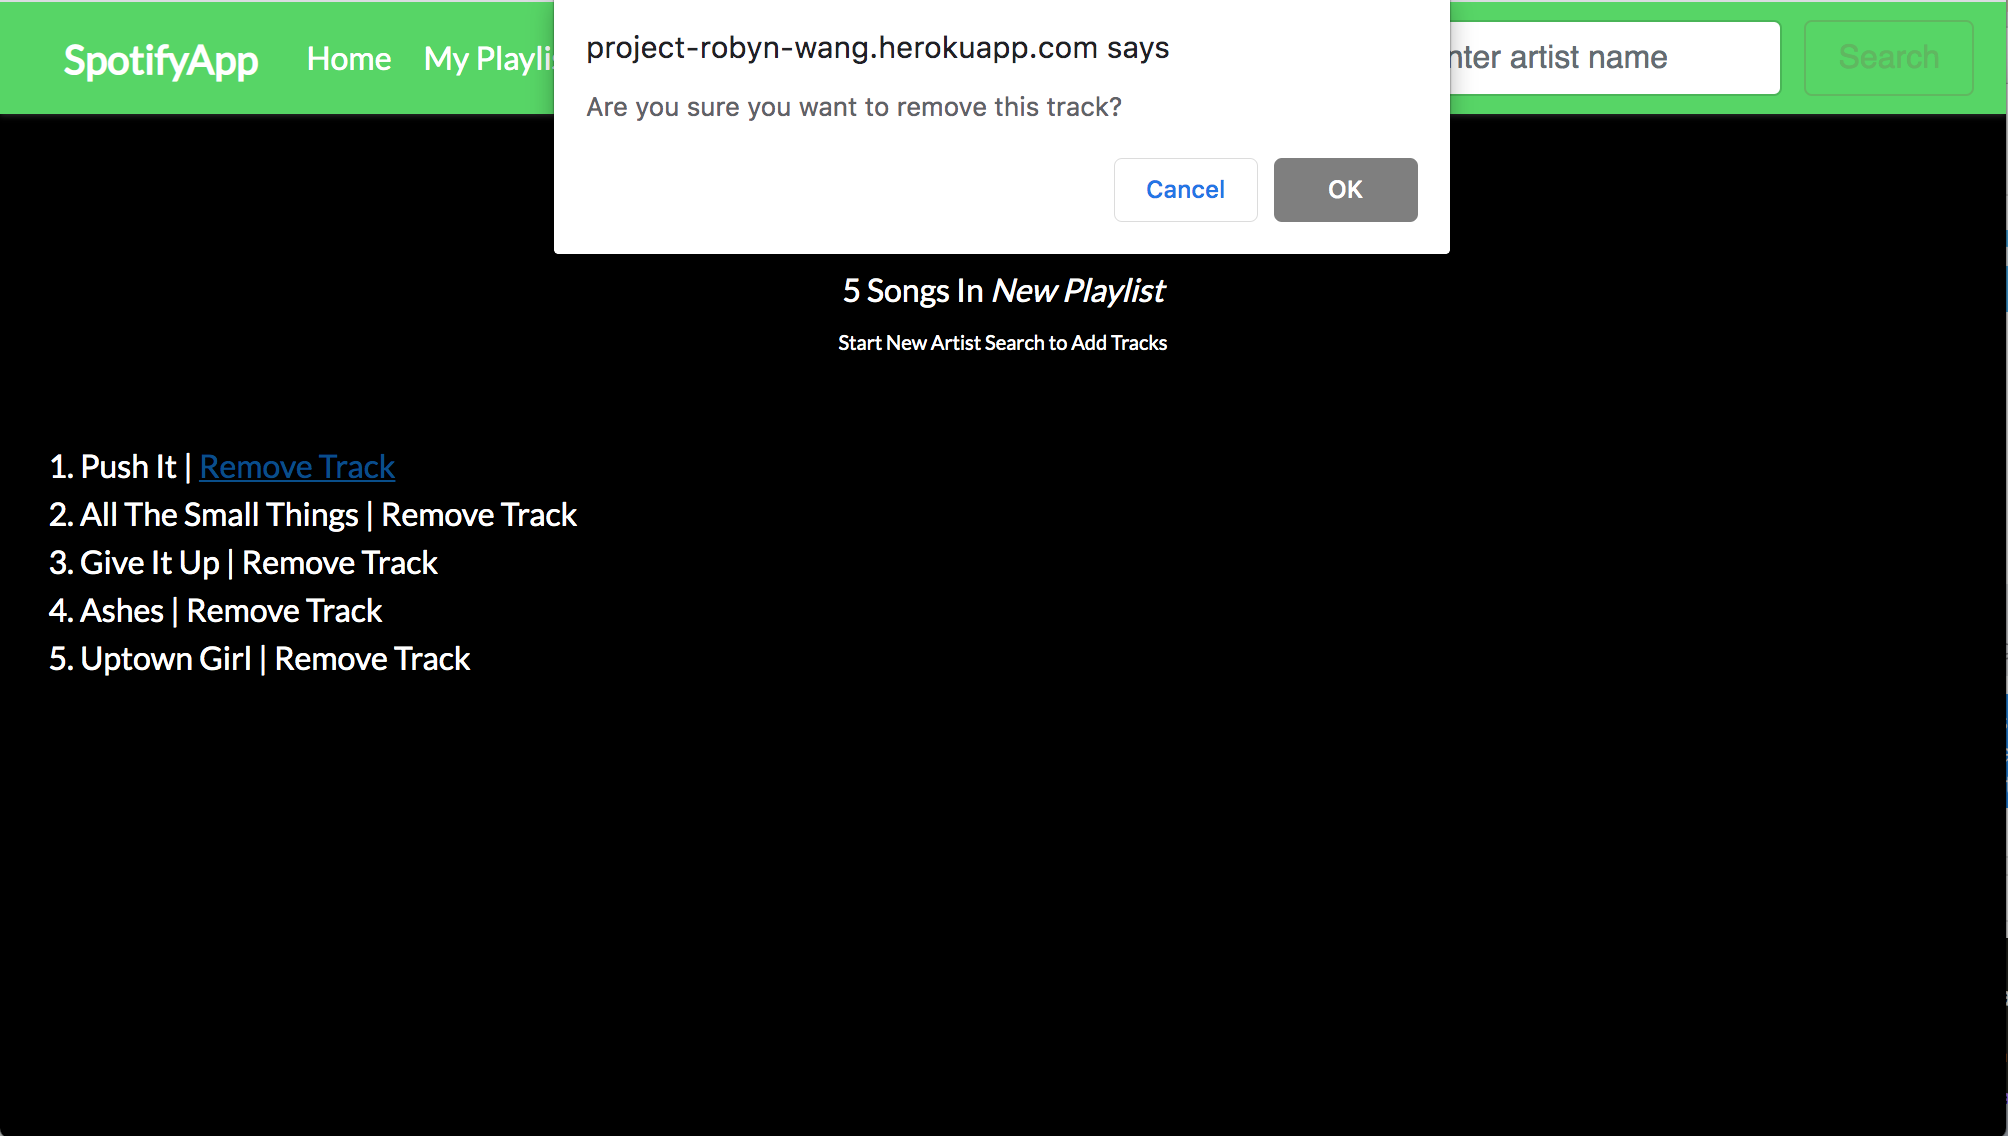 SpotifyApp Home My Playlis
project-robyn-wang.herokuapp.com says
Are you sure you want to remove this track?
Cancel OK
nter artist name Search
5 Songs In New Playlist
Start New Artist Search to Add Tracks
1. Push It | Remove Track
2. All The Small Things | Remove Track
3. Give It Up | Remove Track
4. Ashes | Remove Track
5. Uptown Girl | Remove Track